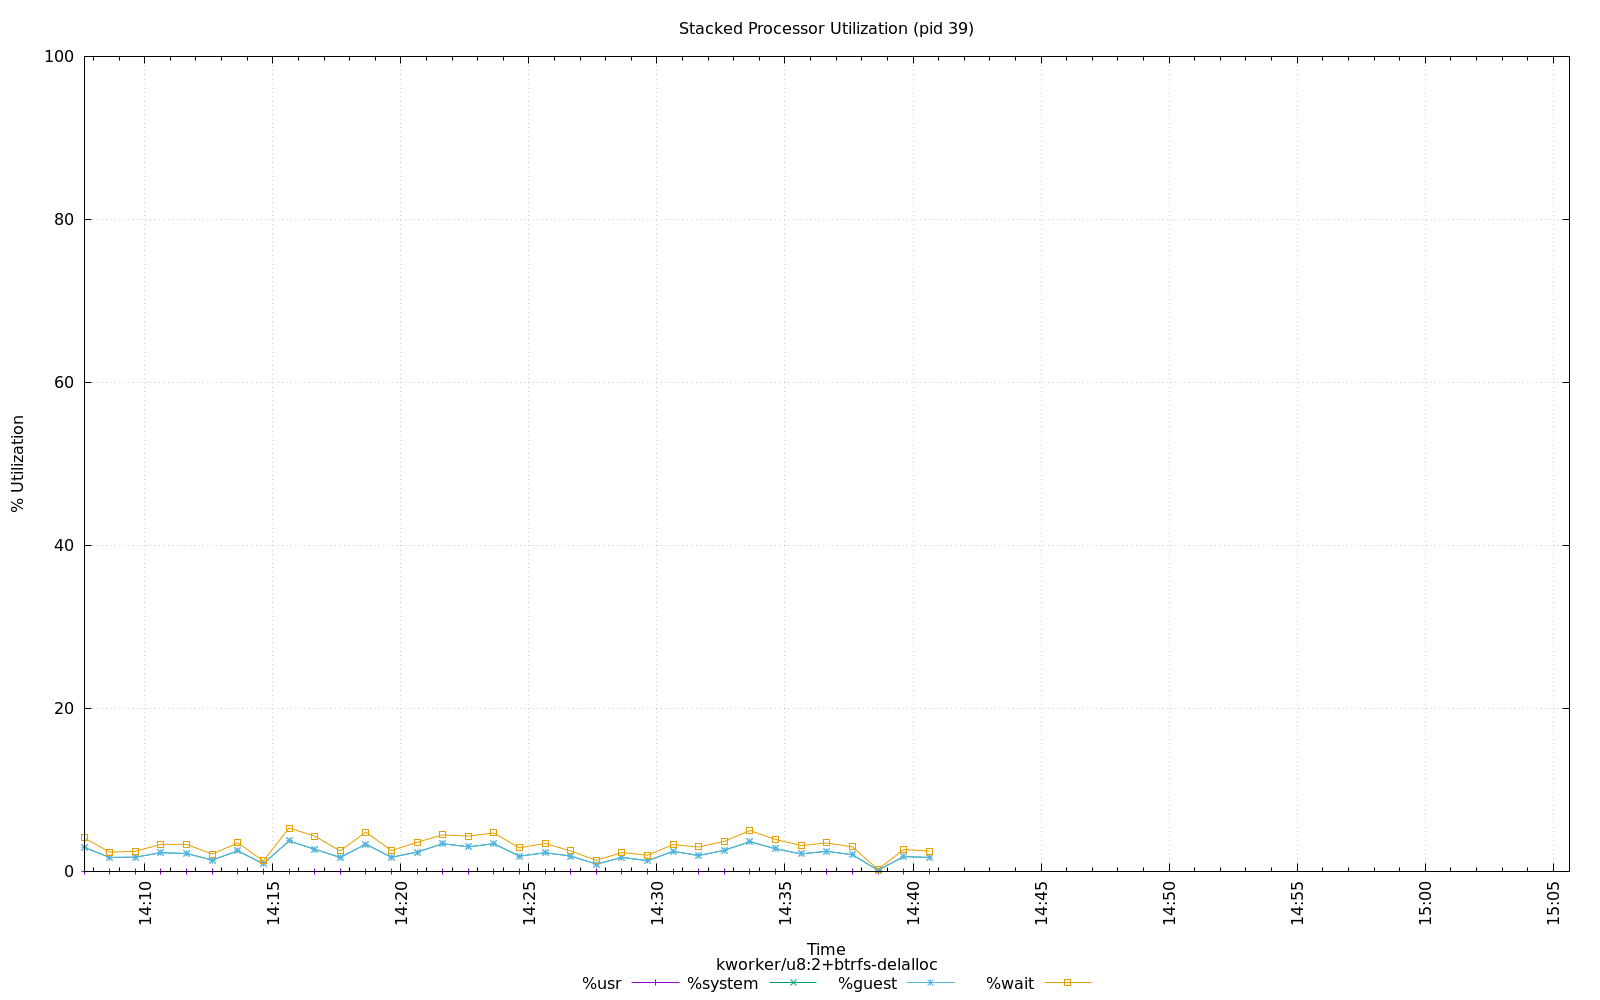 Stacked Processor Utilization (pid 39)
100
80
60
40
20
0
% Utilization
14:10 14:15 14:20 14:25 14:30 14:35 14:40 14:45 14:50 14:55 15:00 15:05
Time
kworker/u8:2+btrfs-delalloc
%usr %system %guest %wait